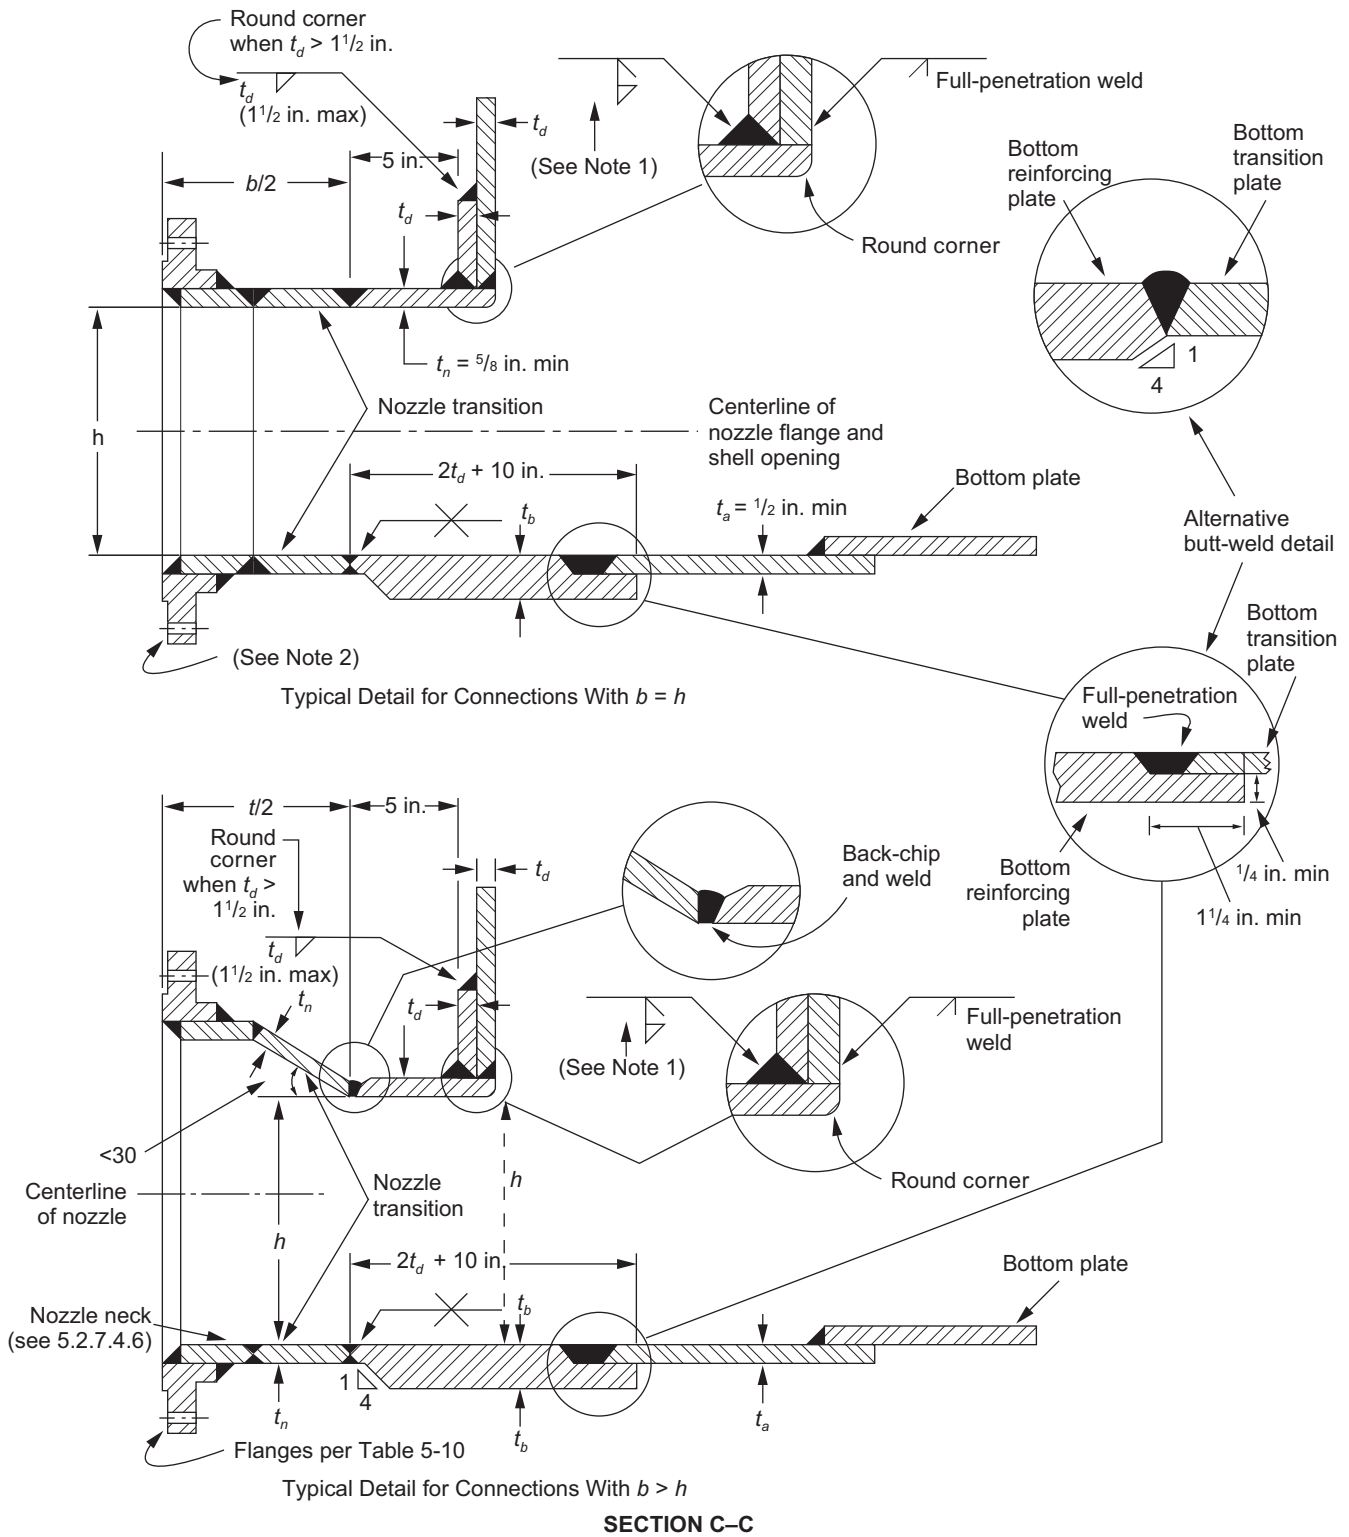 Round corner
when t_d > 1 1/2 in.
t_d
(1 1/2 in. max)
t_d
5 in.
b/2
t_d
(See Note 1)
Full-penetration weld
Round corner
Bottom
reinforcing
plate
Bottom
transition
plate
1
4
t_n = 5/8 in. min
Nozzle transition
h
Centerline of
nozzle flange and
shell opening
2t_d + 10 in.
t_b
t_a = 1/2 in. min
Bottom plate
Alternative
butt-weld detail
(See Note 2)
Typical Detail for Connections With b = h
Bottom
transition
plate
Full-penetration
weld
Bottom
reinforcing
plate
1/4 in. min
1 1/4 in. min
t/2
5 in.
Round
corner
when t_d >
1 1/2 in.
t_d
t_d
(1 1/2 in. max)
t_n
t_d
Back-chip
and weld
(See Note 1)
Full-penetration
weld
Round corner
<30
Centerline
of nozzle
Nozzle
transition
h
h
2t_d + 10 in.
t_b
Bottom plate
Nozzle neck
(see 5.2.7.4.6)
1
4
t_n
t_b
t_a
Flanges per Table 5-10
Typical Detail for Connections With b > h
SECTION C–C